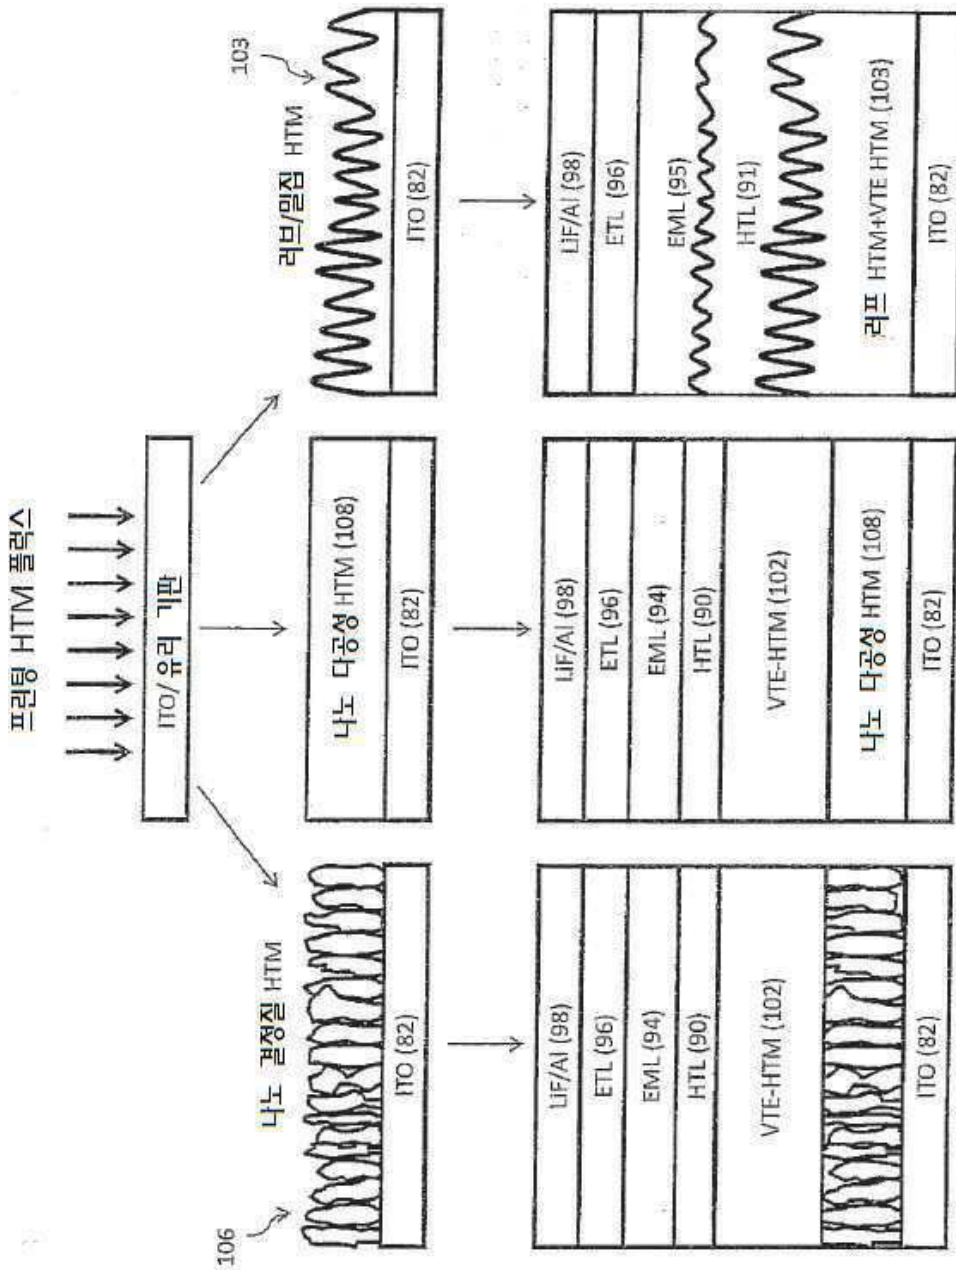 프린팅 HTM 플럭스
ITO/유리 기판
나노 결정질 HTM
106
ITO (82)
나노 다공성 HTM (108)
ITO (82)
러브/밀집 HTM
103
ITO (82)
LiF/Al (98)
ETL (96)
EML (94)
HTL (90)
VTE-HTM (102)
ITO (82)
LiF/Al (98)
ETL (96)
EML (94)
HTL (90)
VTE-HTM (102)
나노 다공성 HTM (108)
ITO (82)
LiF/Al (98)
ETL (96)
EML (95)
HTL (91)
러프 HTM+VTE HTM (103)
ITO (82)